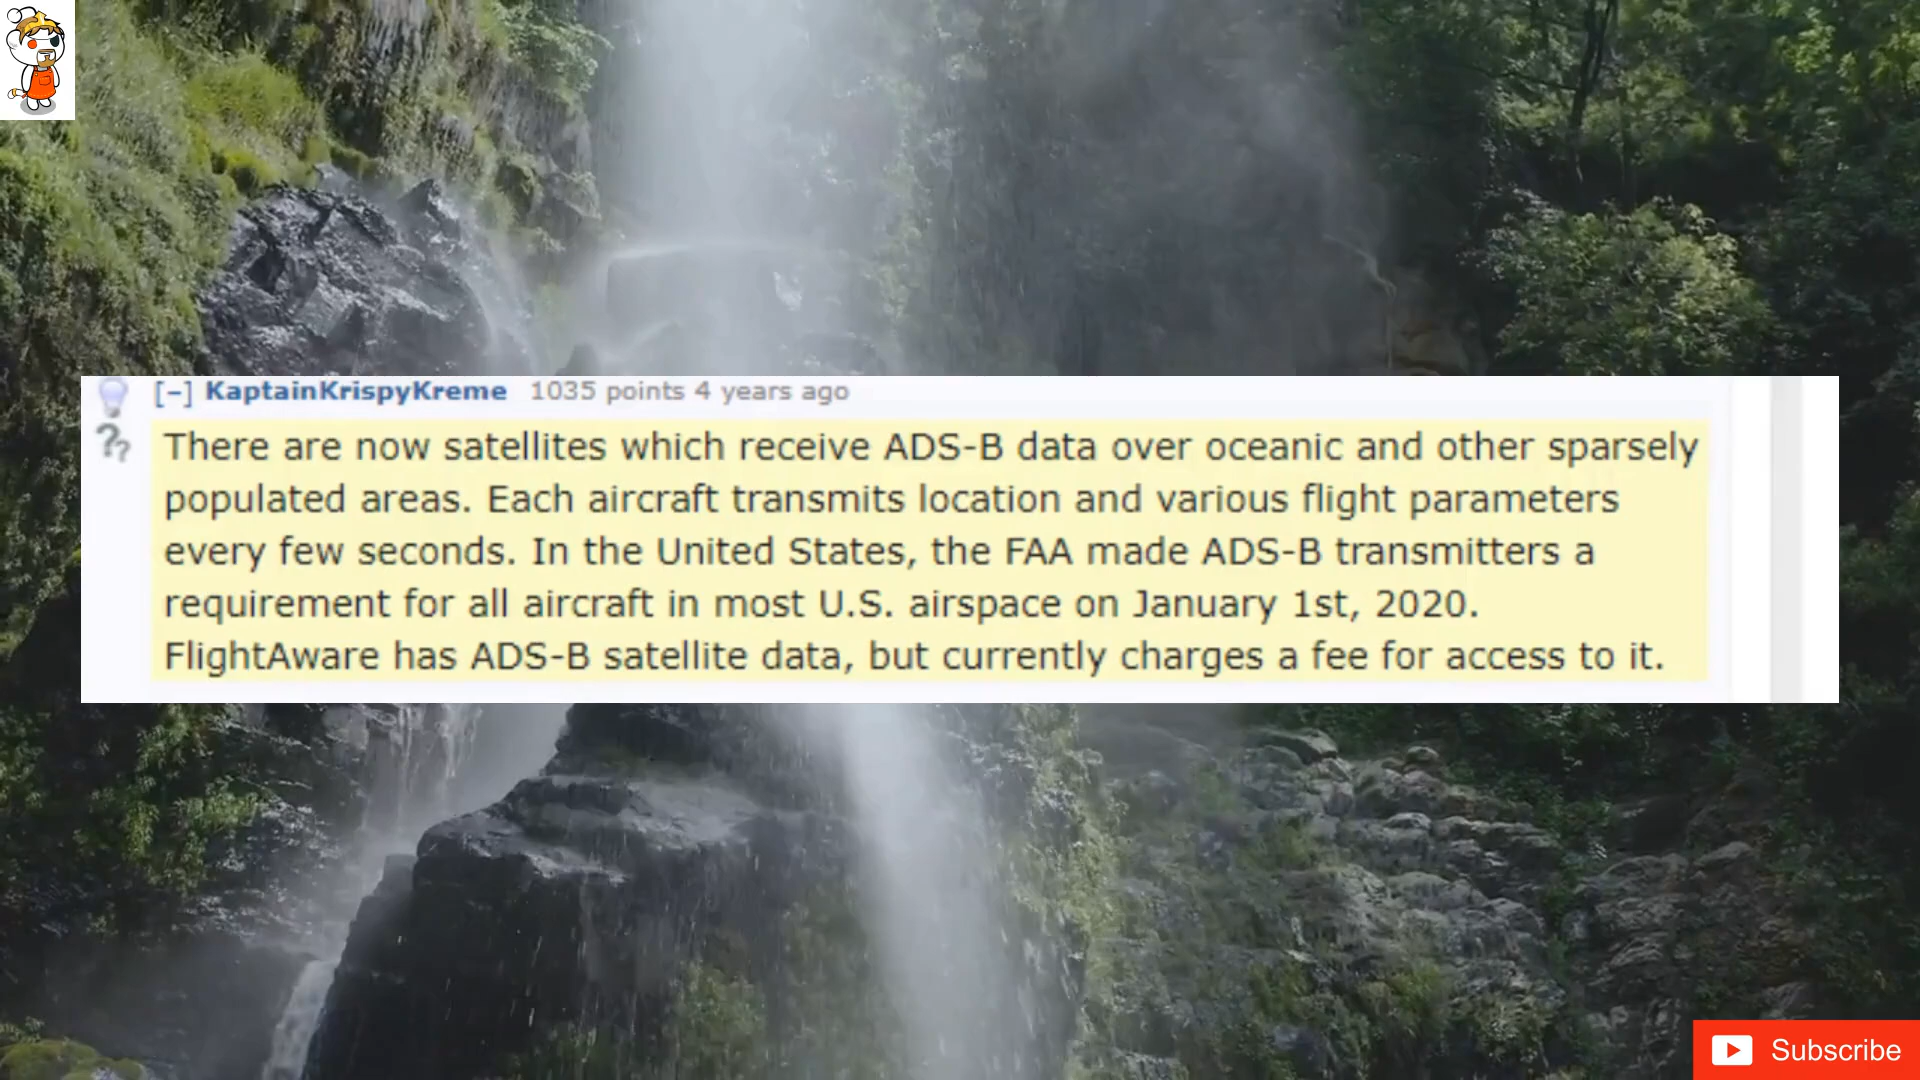 [–] KaptainKrispyKreme 1035 points 4 years ago
??
There are now satellites which receive ADS-B data over oceanic and other sparsely
populated areas. Each aircraft transmits location and various flight parameters
every few seconds. In the United States, the FAA made ADS-B transmitters a
requirement for all aircraft in most U.S. airspace on January 1st, 2020.
FlightAware has ADS-B satellite data, but currently charges a fee for access to it.
Subscribe